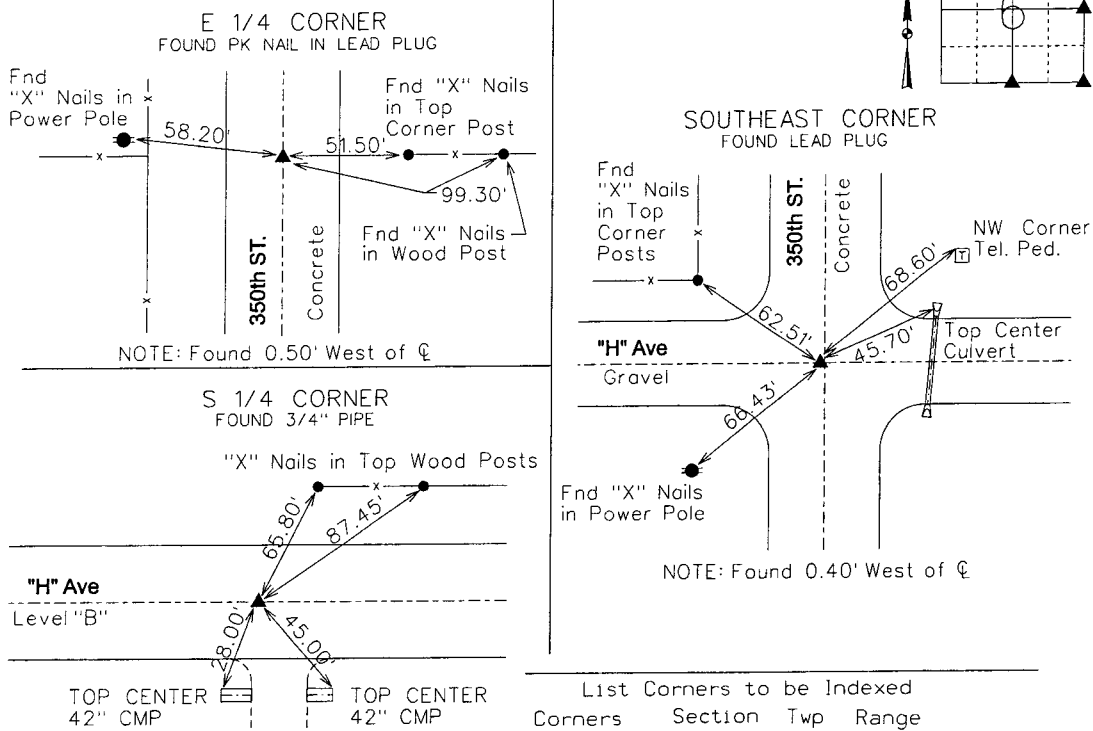 E 1/4 CORNER
FOUND PK NAIL IN LEAD PLUG
Fnd
"X" Nails in
Power Pole
58.20'
51.50'
Fnd "X" Nails
in Top
Corner Post
99.30'
Fnd "X" Nails
in Wood Post
350th ST.
Concrete
NOTE: Found 0.50' West of ℄
S 1/4 CORNER
FOUND 3/4" PIPE
"X" Nails in Top Wood Posts
65.80'
87.45'
"H" Ave
Level "B"
28.00'
45.00'
TOP CENTER
42" CMP
TOP CENTER
42" CMP
SOUTHEAST CORNER
FOUND LEAD PLUG
Fnd
"X" Nails
in Top
Corner
Posts
350th ST.
Concrete
NW Corner
Tel. Ped.
T
68.60'
62.51'
45.70'
Top Center
Culvert
"H" Ave
Gravel
66.43'
Fnd "X" Nails
in Power Pole
NOTE: Found 0.40' West of ℄
List Corners to be Indexed
Corners Section Twp Range